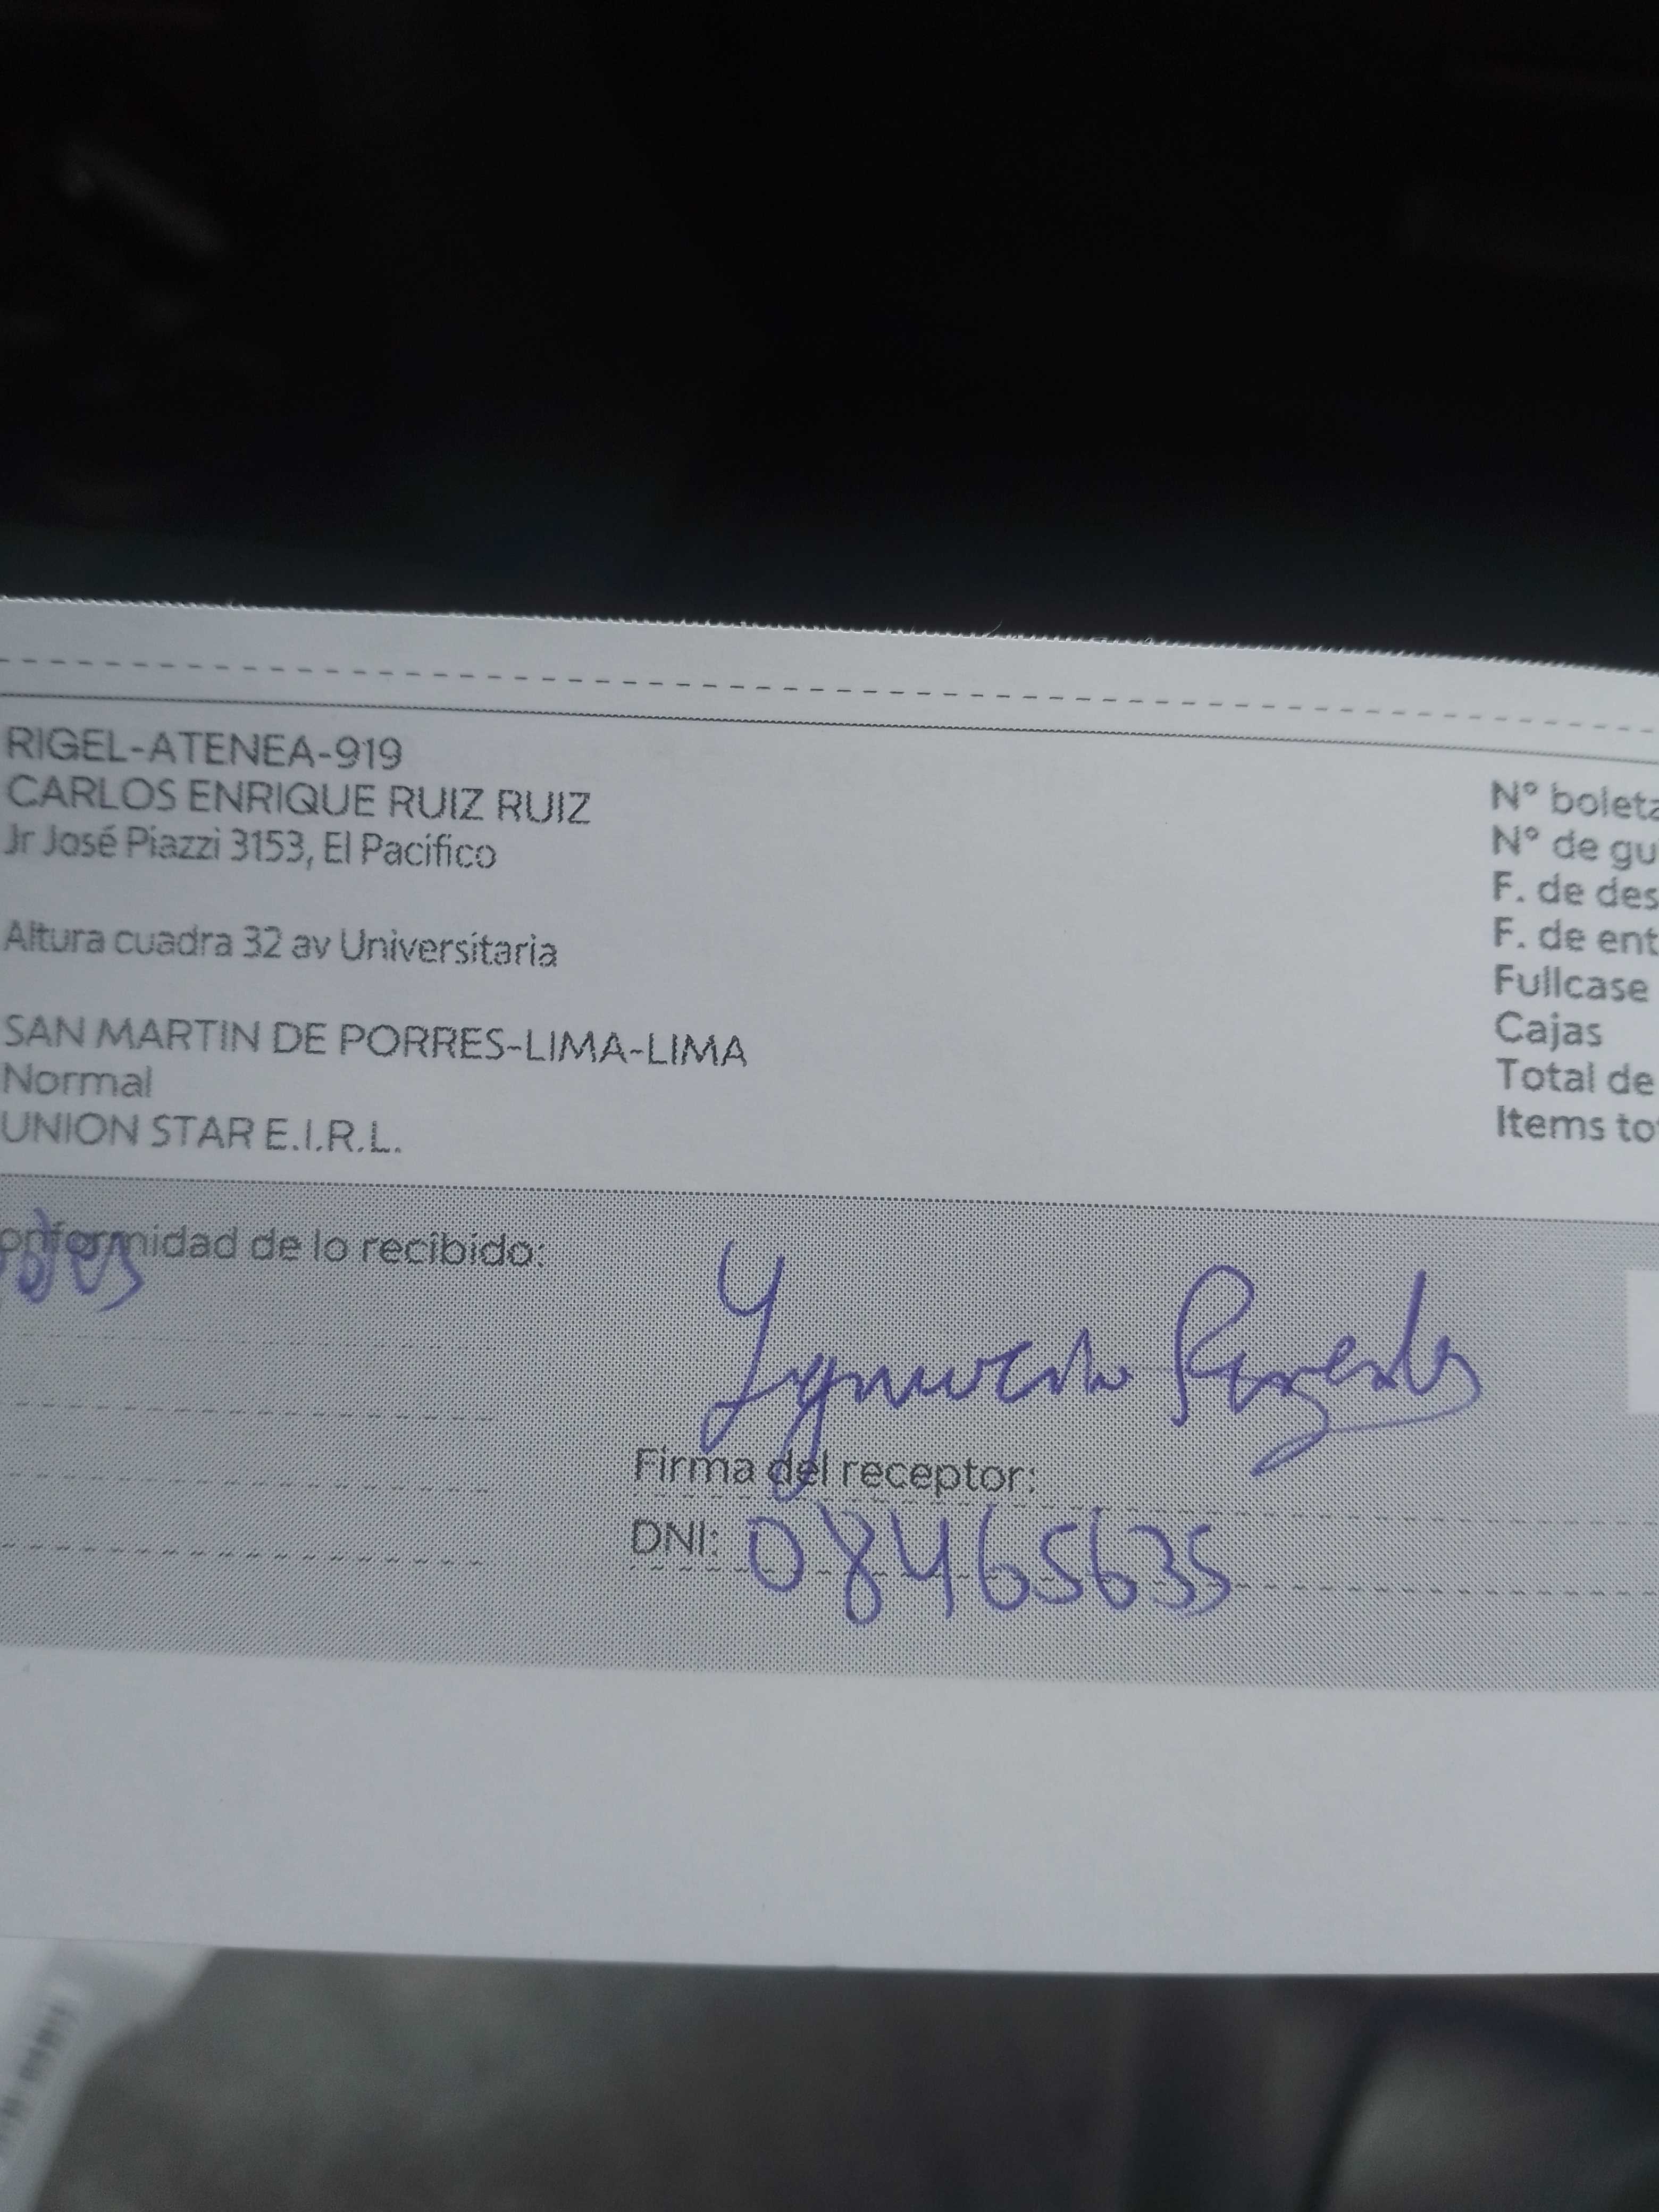 RIGEL-ATENEA-919
CARLOS ENRIQUE RUIZ RUIZ
Jr José Piazzi 3153, El Pacífico
Altura cuadra 32 av Universitaria
SAN MARTIN DE PORRES-LIMA-LIMA
Normal
UNION STAR E.I.R.L.
N° boleta
N° de gu
F. de des
F. de ent
Fullcase
Cajas
Total de
Items tot
onformidad de lo recibido:
Firma del receptor:
DNI: 08465635